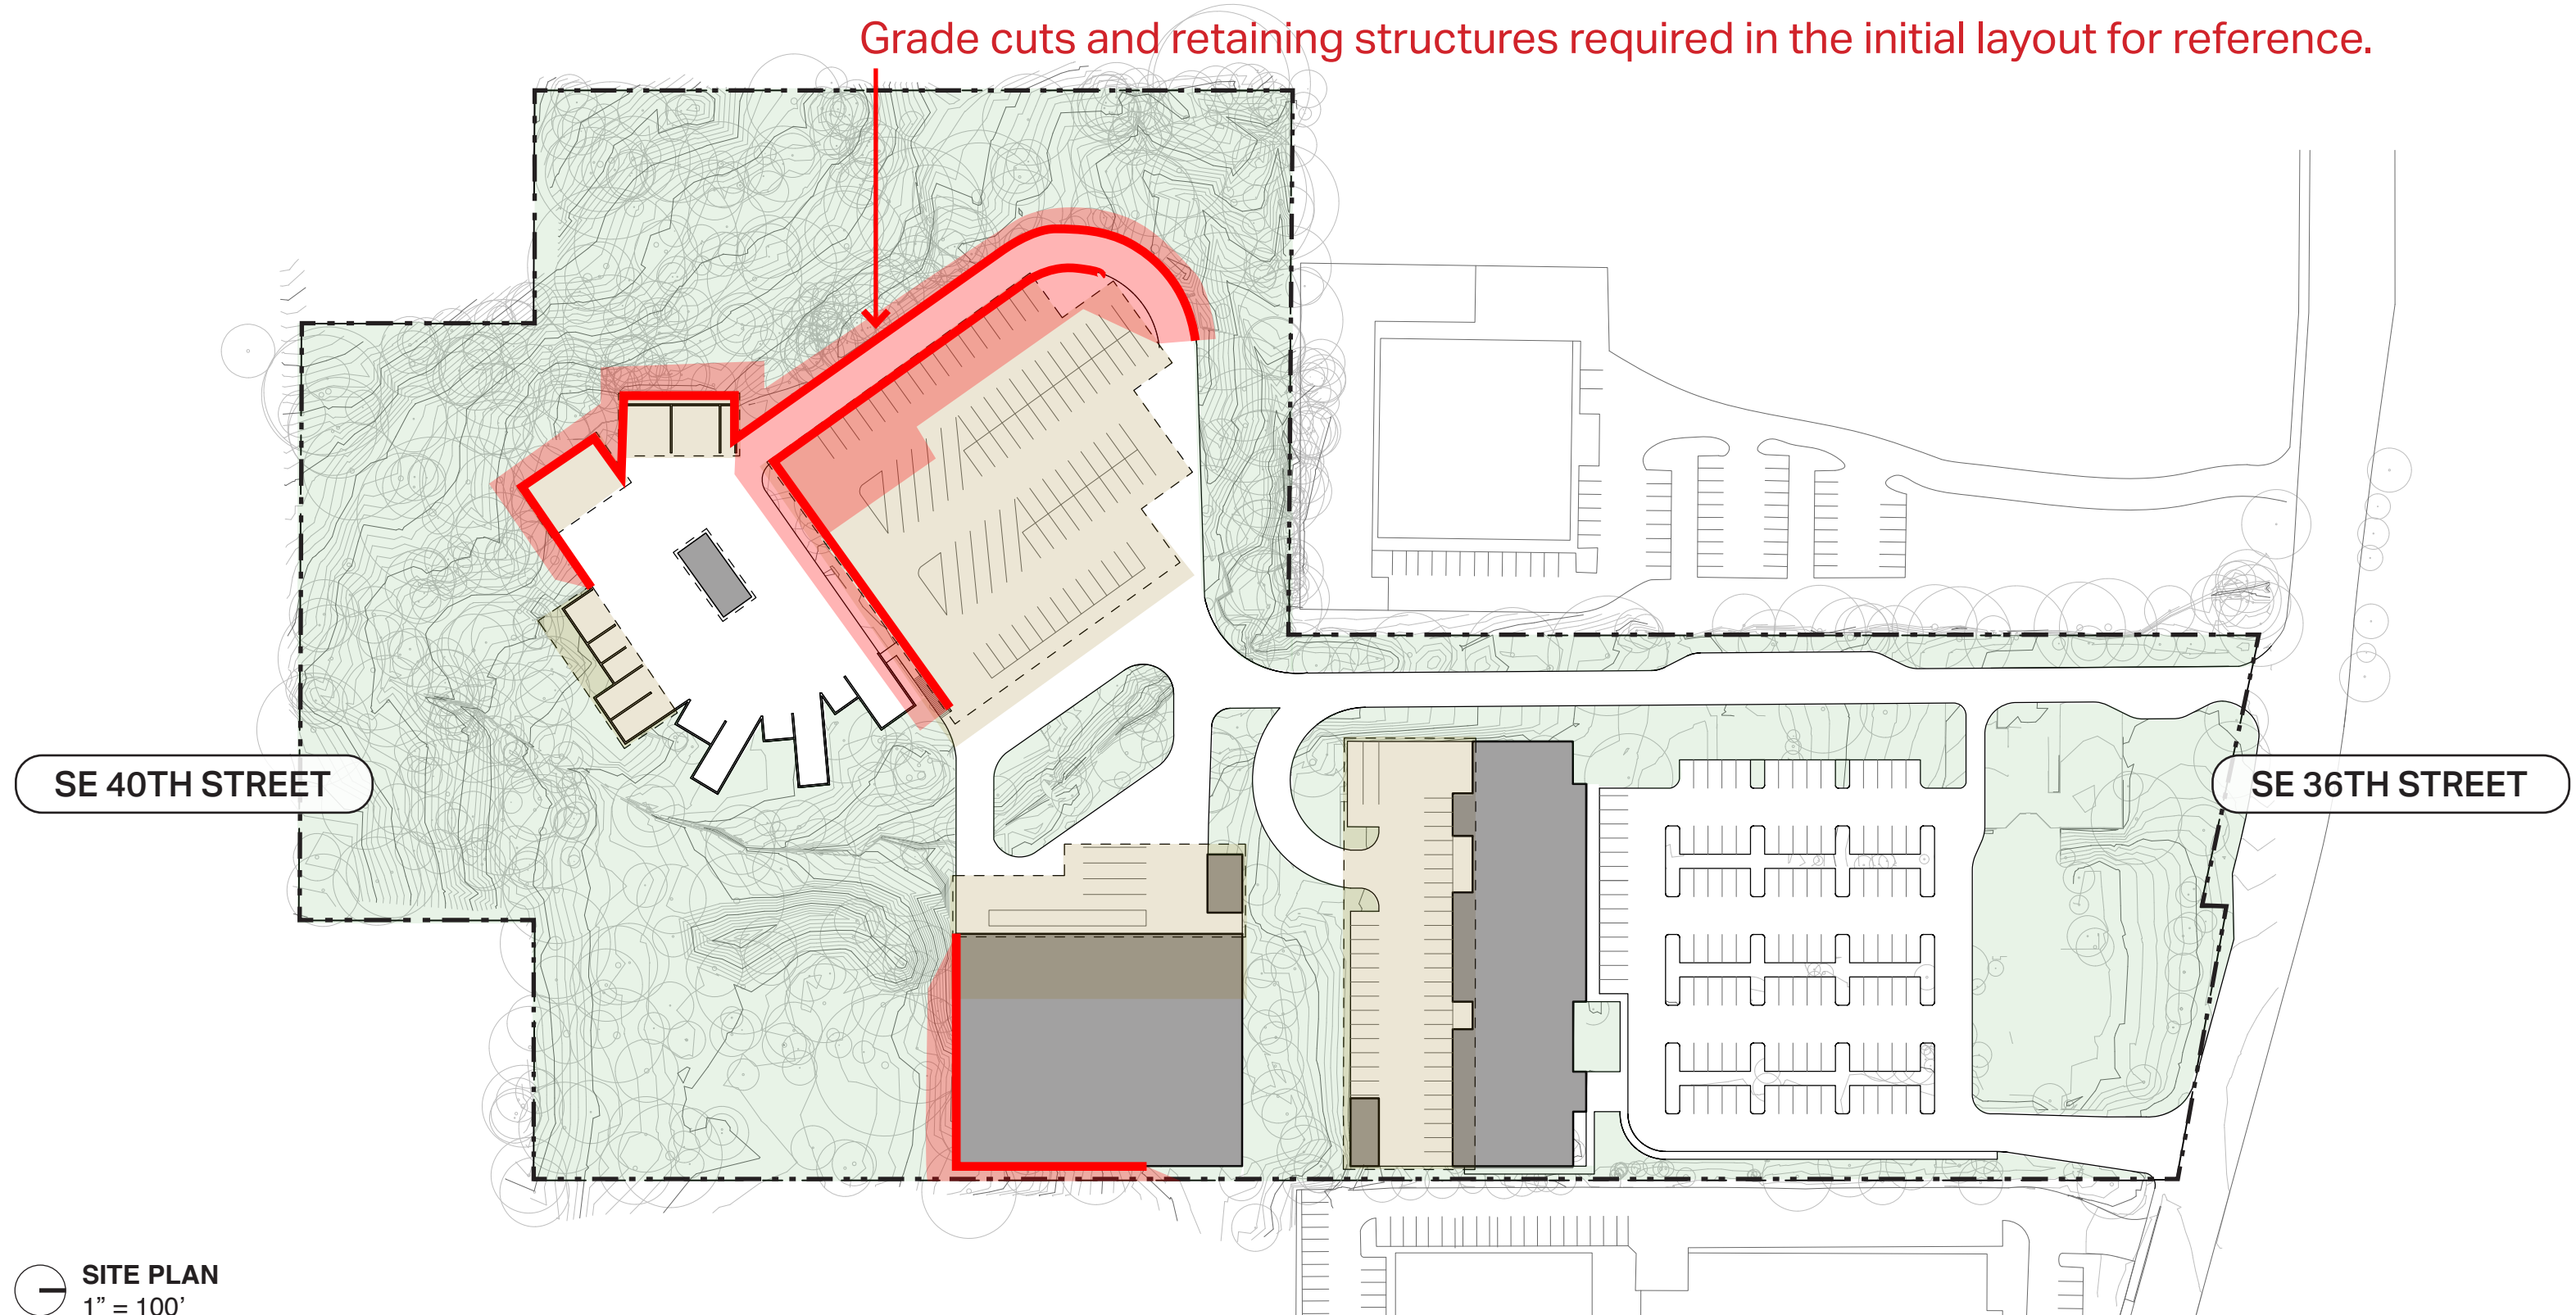 Grade cuts and retaining structures required in the initial layout for reference.
SE 40TH STREET
SE 36TH STREET
SITE PLAN
1” = 100’